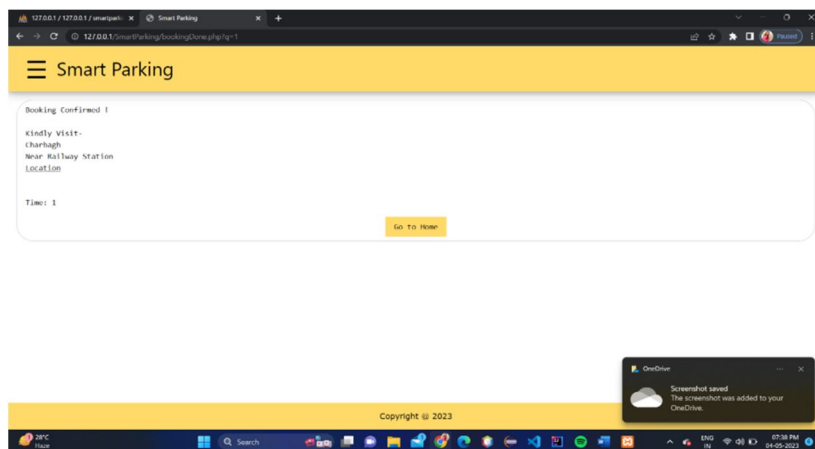 127.0.0.1 / 127.0.0.1 / smartparki
Smart Parking
127.0.0.1/SmartParking/bookingDone.php?q=1
Paused
Smart Parking
Booking Confirmed !
Kindly Visit-
Charbagh
Near Railway Station
Location
Time: 1
Go to Home
OneDrive
Screenshot saved
The screenshot was added to your
OneDrive.
Copyright @ 2023
28°C
Haze
Search
ENG
IN
07:38 PM
04-05-2023